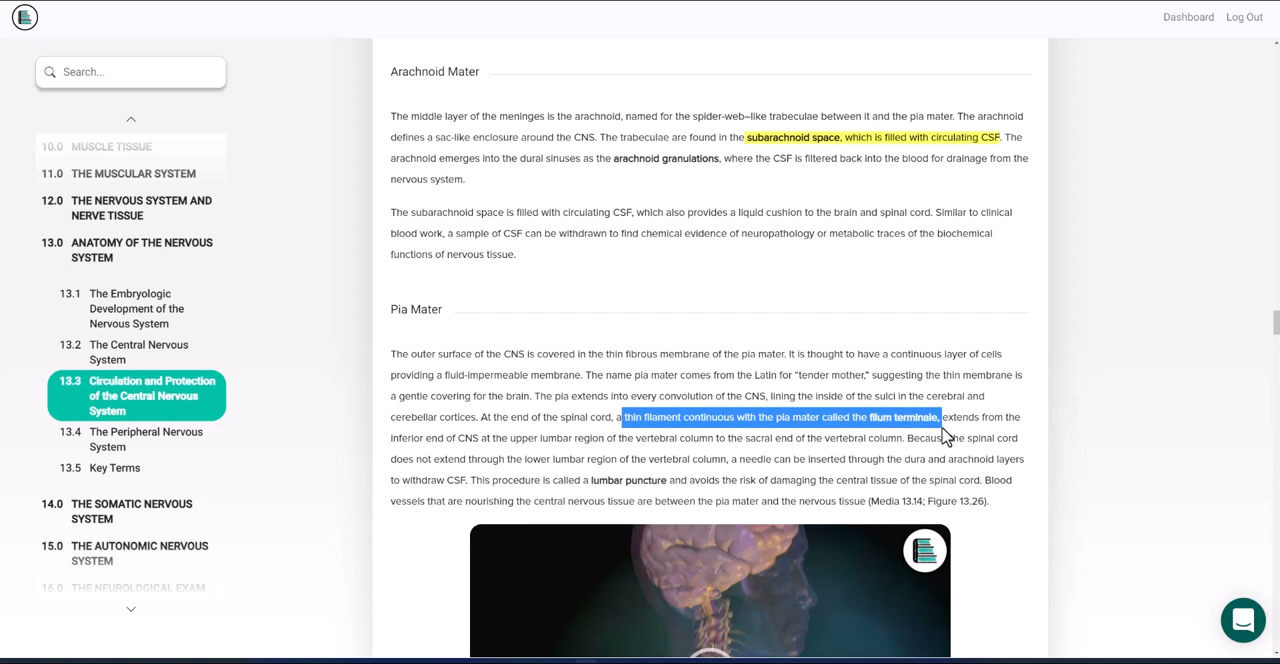 Dashboard Log Out
Search...
10.0 MUSCLE TISSUE
11.0 THE MUSCULAR SYSTEM
12.0 THE NERVOUS SYSTEM AND
NERVE TISSUE
13.0 ANATOMY OF THE NERVOUS
SYSTEM
13.1 The Embryologic
Development of the
Nervous System
13.2 The Central Nervous
System
13.3 Circulation and Protection
of the Central Nervous
System
13.4 The Peripheral Nervous
System
13.5 Key Terms
14.0 THE SOMATIC NERVOUS
SYSTEM
15.0 THE AUTONOMIC NERVOUS
SYSTEM
16.0 THE NEUROLOGICAL EXAM
Arachnoid Mater
The middle layer of the meninges is the arachnoid, named for the spider-web–like trabeculae between it and the pia mater. The arachnoid
defines a sac-like enclosure around the CNS. The trabeculae are found in the subarachnoid space, which is filled with circulating CSF. The
arachnoid emerges into the dural sinuses as the arachnoid granulations, where the CSF is filtered back into the blood for drainage from the
nervous system.
The subarachnoid space is filled with circulating CSF, which also provides a liquid cushion to the brain and spinal cord. Similar to clinical
blood work, a sample of CSF can be withdrawn to find chemical evidence of neuropathology or metabolic traces of the biochemical
functions of nervous tissue.
Pia Mater
The outer surface of the CNS is covered in the thin fibrous membrane of the pia mater. It is thought to have a continuous layer of cells
providing a fluid-impermeable membrane. The name pia mater comes from the Latin for “tender mother,” suggesting the thin membrane is
a gentle covering for the brain. The pia extends into every convolution of the CNS, lining the inside of the sulci in the cerebral and
cerebellar cortices. At the end of the spinal cord, a thin filament continuous with the pia mater called the filum terminale, extends from the
inferior end of CNS at the upper lumbar region of the vertebral column to the sacral end of the vertebral column. Because the spinal cord
does not extend through the lower lumbar region of the vertebral column, a needle can be inserted through the dura and arachnoid layers
to withdraw CSF. This procedure is called a lumbar puncture and avoids the risk of damaging the central tissue of the spinal cord. Blood
vessels that are nourishing the central nervous tissue are between the pia mater and the nervous tissue (Media 13.14; Figure 13.26).